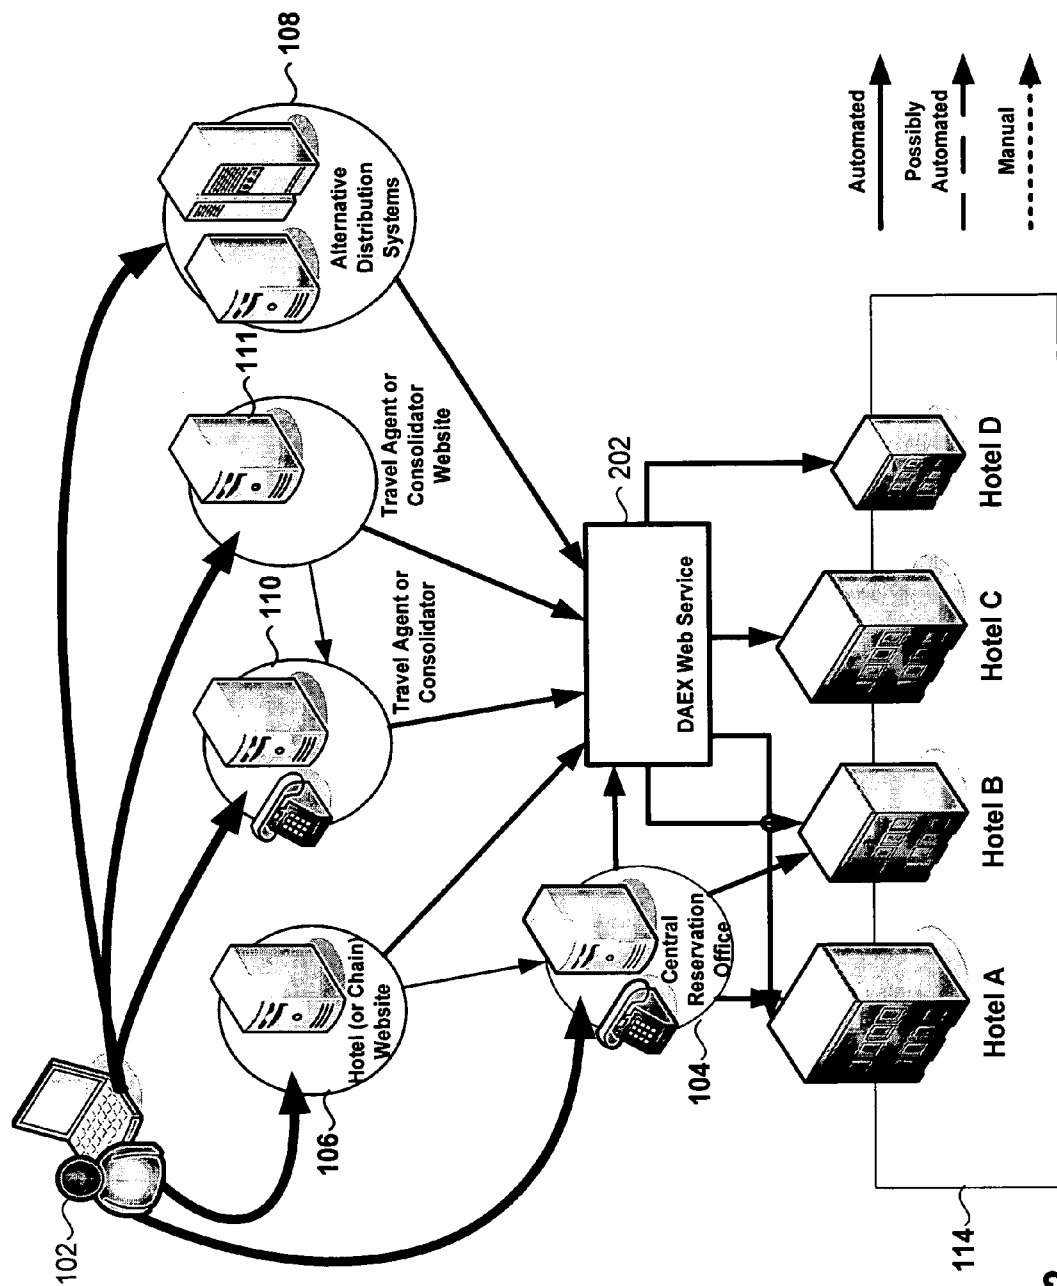 102
108
Alternative
Distribution
Systems
111
Travel Agent or
Consolidator
Website
110
Travel Agent or
Consolidator
Hotel (or Chain)
Website
106
Central
Reservation
Office
104
202
DAEX Web Service
Hotel A
Hotel B
Hotel C
Hotel D
114
Automated
Possibly
Automated
Manual